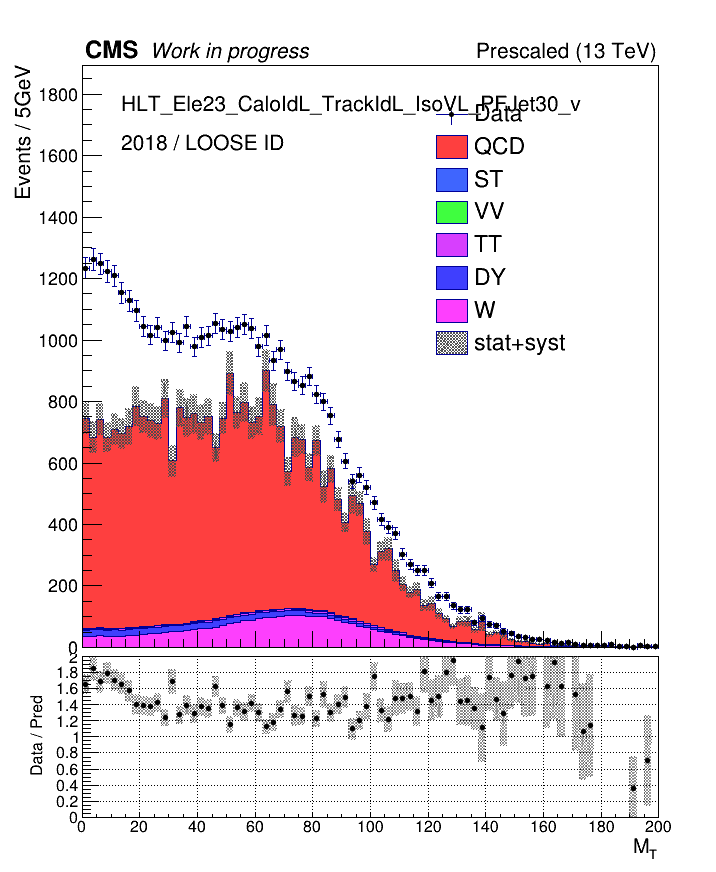 CMS Work in progress Prescaled (13 TeV)
Events / 5GeV
1800
1600
1400
1200
1000
800
600
400
200
0
HLT_Ele23_CaloIdL_TrackIdL_IsoVL_PFJet30_v
2018 / LOOSE ID
Data
QCD
ST
VV
TT
DY
W
stat+syst
Data / Pred
2
1.8
1.6
1.4
1.2
1
0.8
0.6
0.4
0.2
0
0 20 40 60 80 100 120 140 160 180 200
M_T